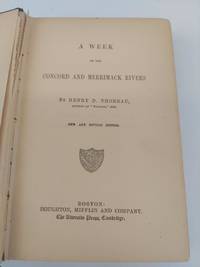 A WEEK
ON THE
CONCORD AND MERRIMACK RIVERS
BY HENRY D. THOREAU,
AUTHOR OF "WALDEN," ETC.
NEW AND REVISED EDITION.
BOSTON:
HOUGHTON, MIFFLIN AND COMPANY.
The Riverside Press, Cambridge.